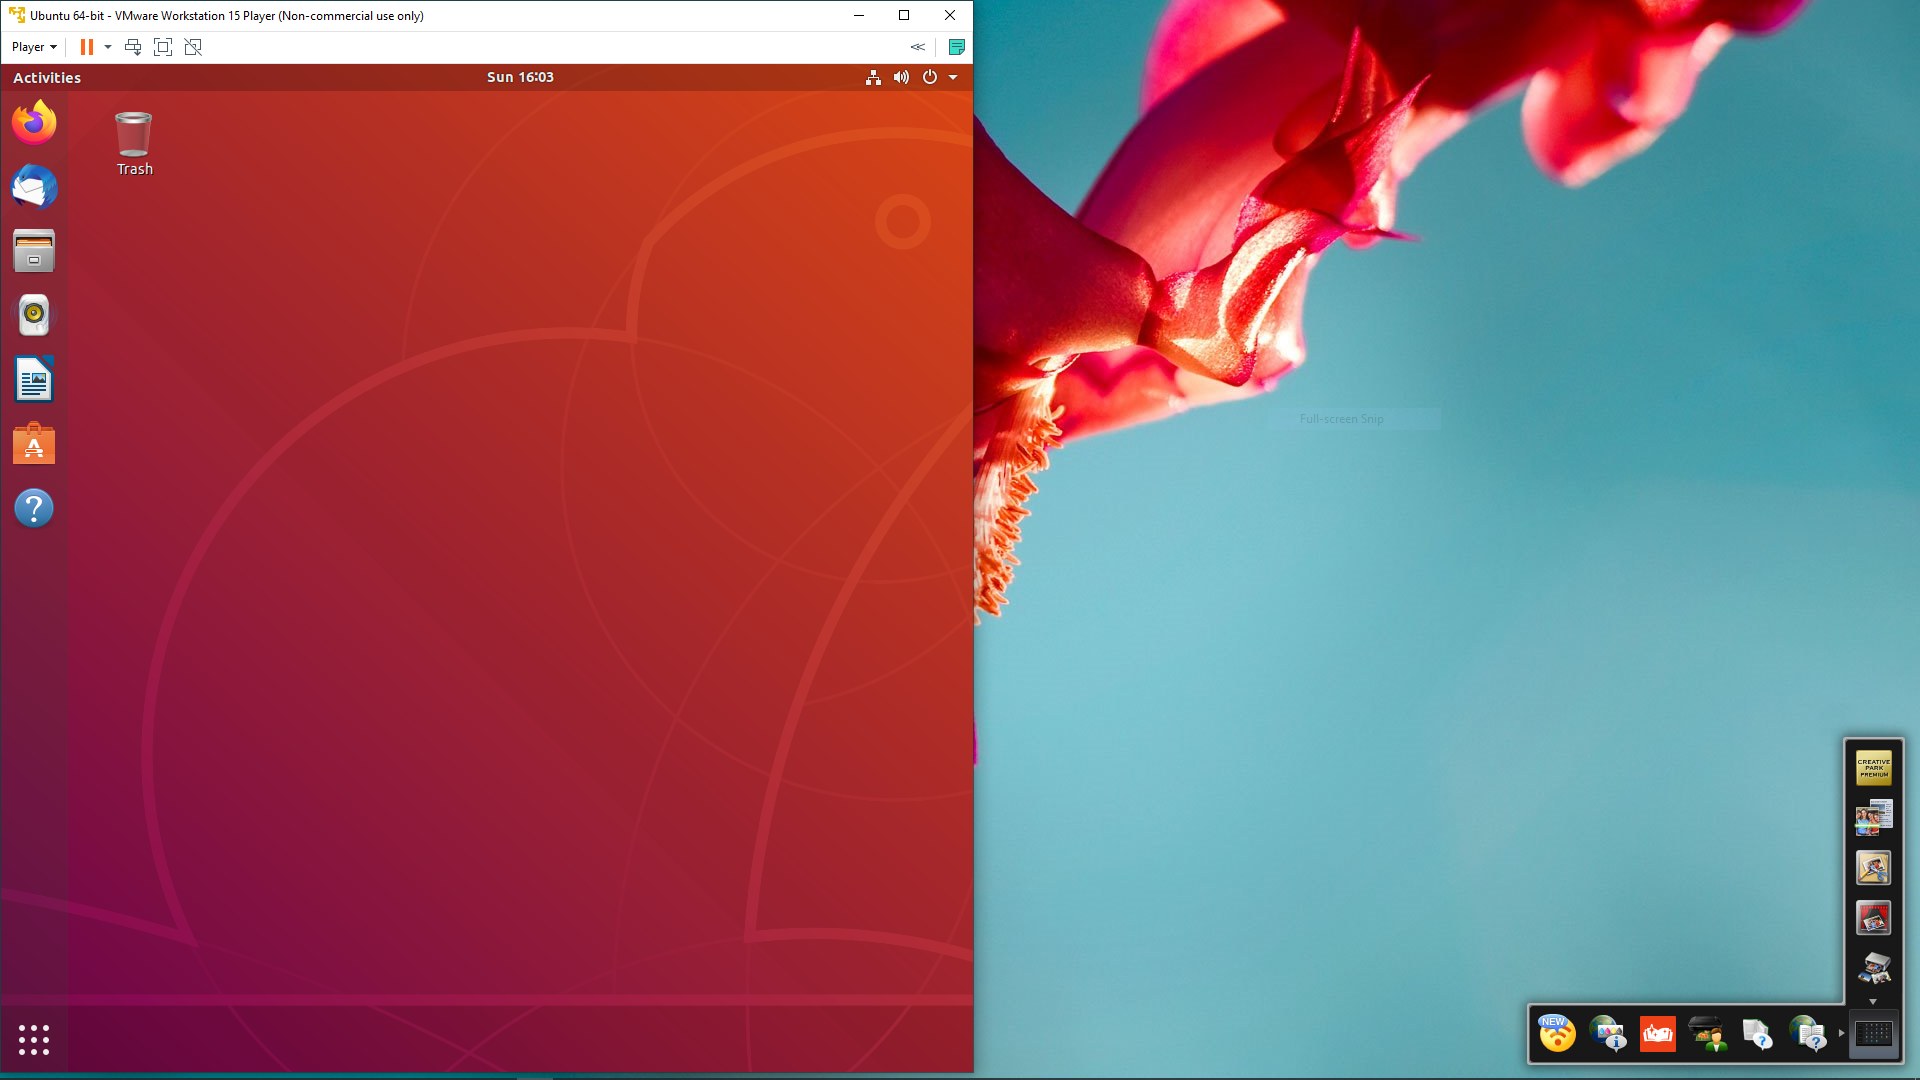 Ubuntu 64-bit - VMware Workstation 15 Player (Non-commercial use only)
Player
Activities
Sun 16:03
Trash
Full-screen Snip
CREATIVE
PARK
PREMIUM
NEW